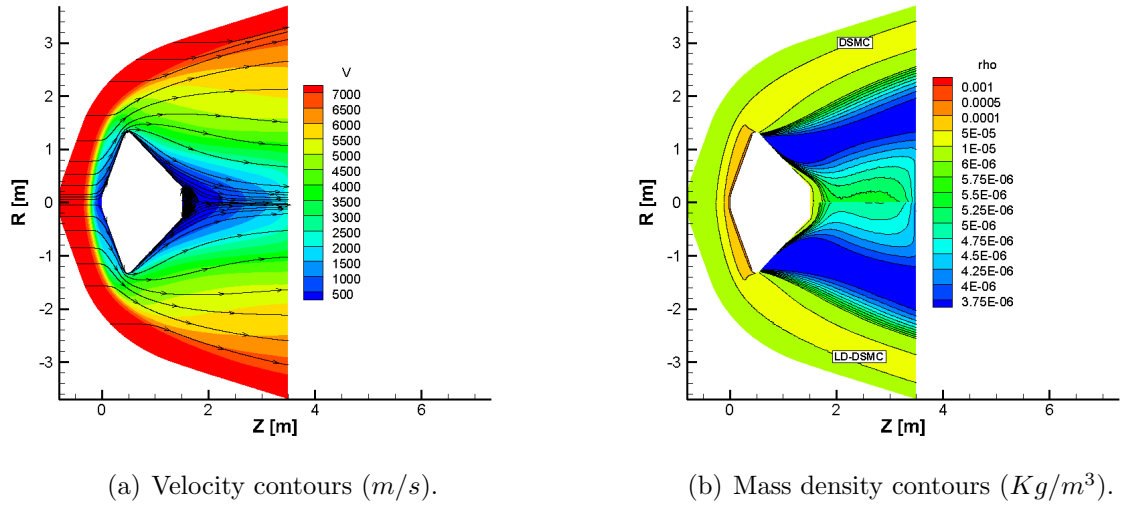 V
7000
6500
6000
5500
5000
4500
4000
3500
3000
2500
2000
1500
1000
500
R [m]
3
2
1
0
-1
-2
-3
0 2 4 6
Z [m]
(a) Velocity contours (m/s).
DSMC
LD-DSMC
rho
0.001
0.0005
0.0001
5E-05
1E-05
6E-06
5.75E-06
5.5E-06
5.25E-06
5E-06
4.75E-06
4.5E-06
4.25E-06
4E-06
3.75E-06
R [m]
3
2
1
0
-1
-2
-3
0 2 4 6
Z [m]
(b) Mass density contours (Kg/m³).